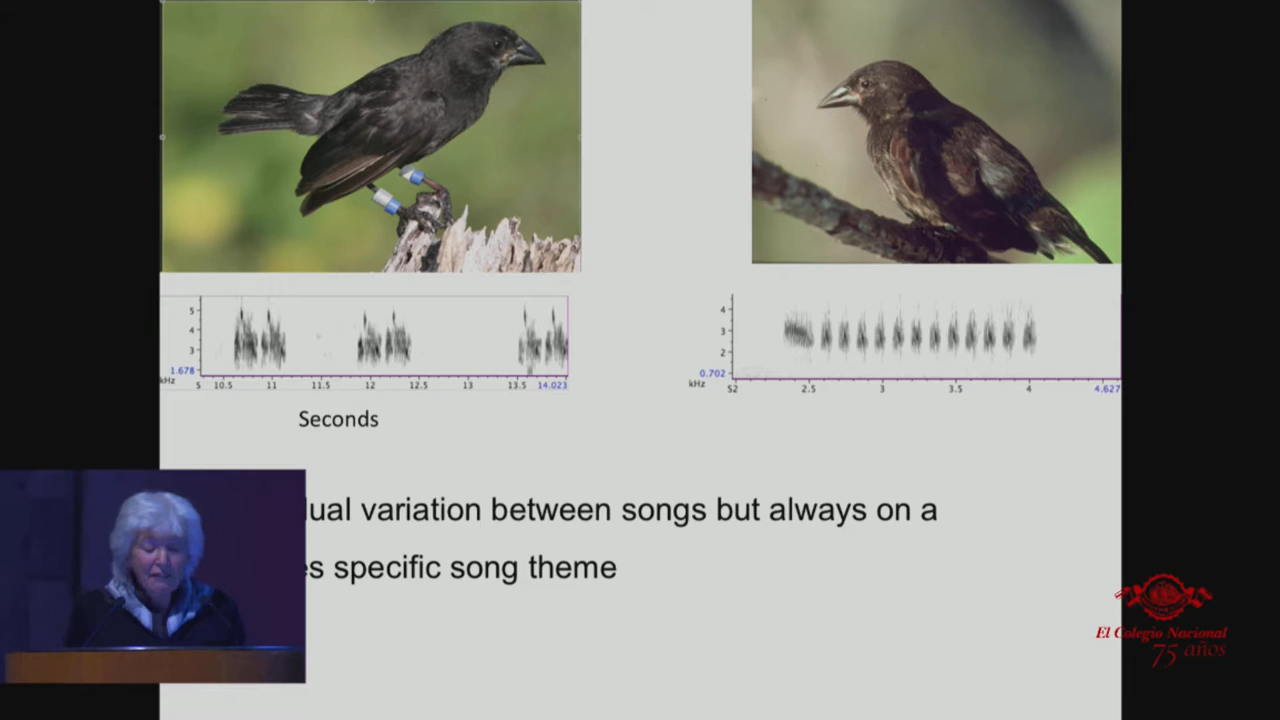 5
4
3
1.678
kHz
5 10.5 11 11.5 12 12.5 13 13.5 14.023
4
3
2
0.702
kHz
52 2.5 3 3.5 4 4.627
Seconds
dual variation between songs but always on a
es specific song theme
El Colegio Nacional
75 años